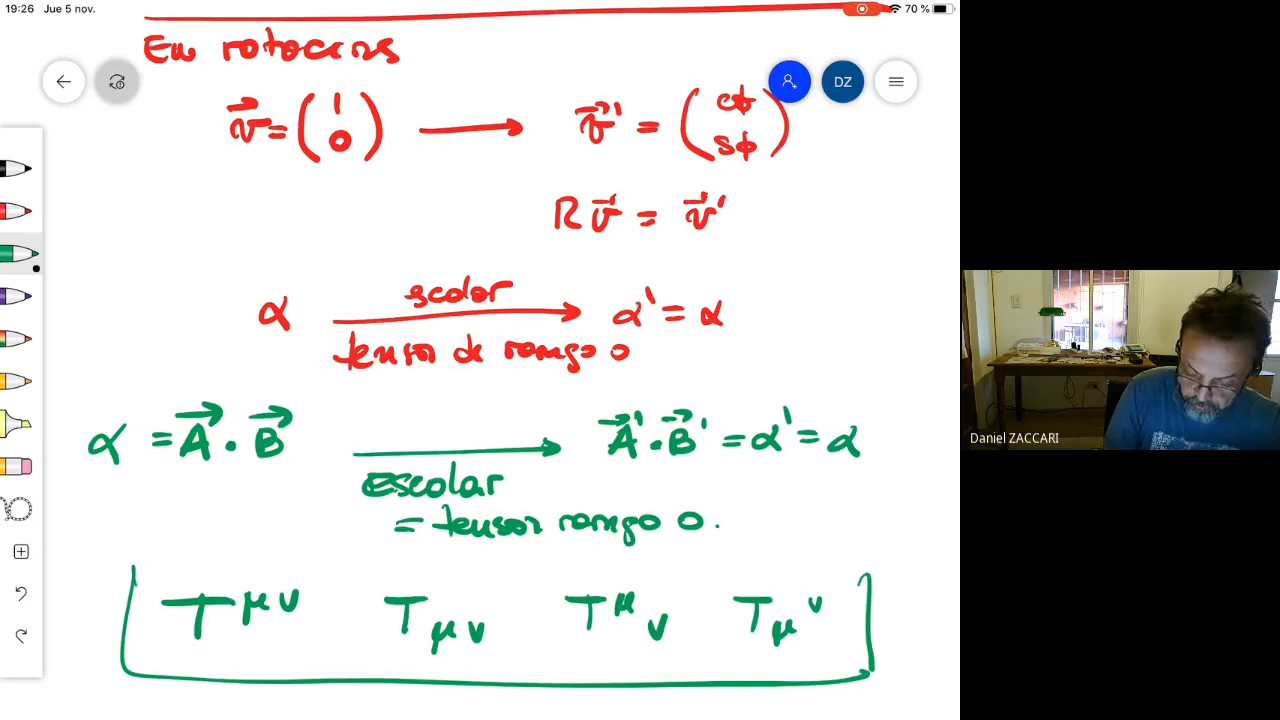 19:26 Jue 5 nov. 70 %
En rotaciones
DZ
v⃗ = (1 0) → v⃗' = (cϕ sϕ)
R v⃗ = v⃗'
α escalar → α' = α
tensor de rango 0
α = A⃗ · B⃗ → A⃗' · B⃗' = α' = α
Escalar
= tensor rango 0.
T^μν T_μν T^μ_ν T_μ^ν
Daniel ZACCARI